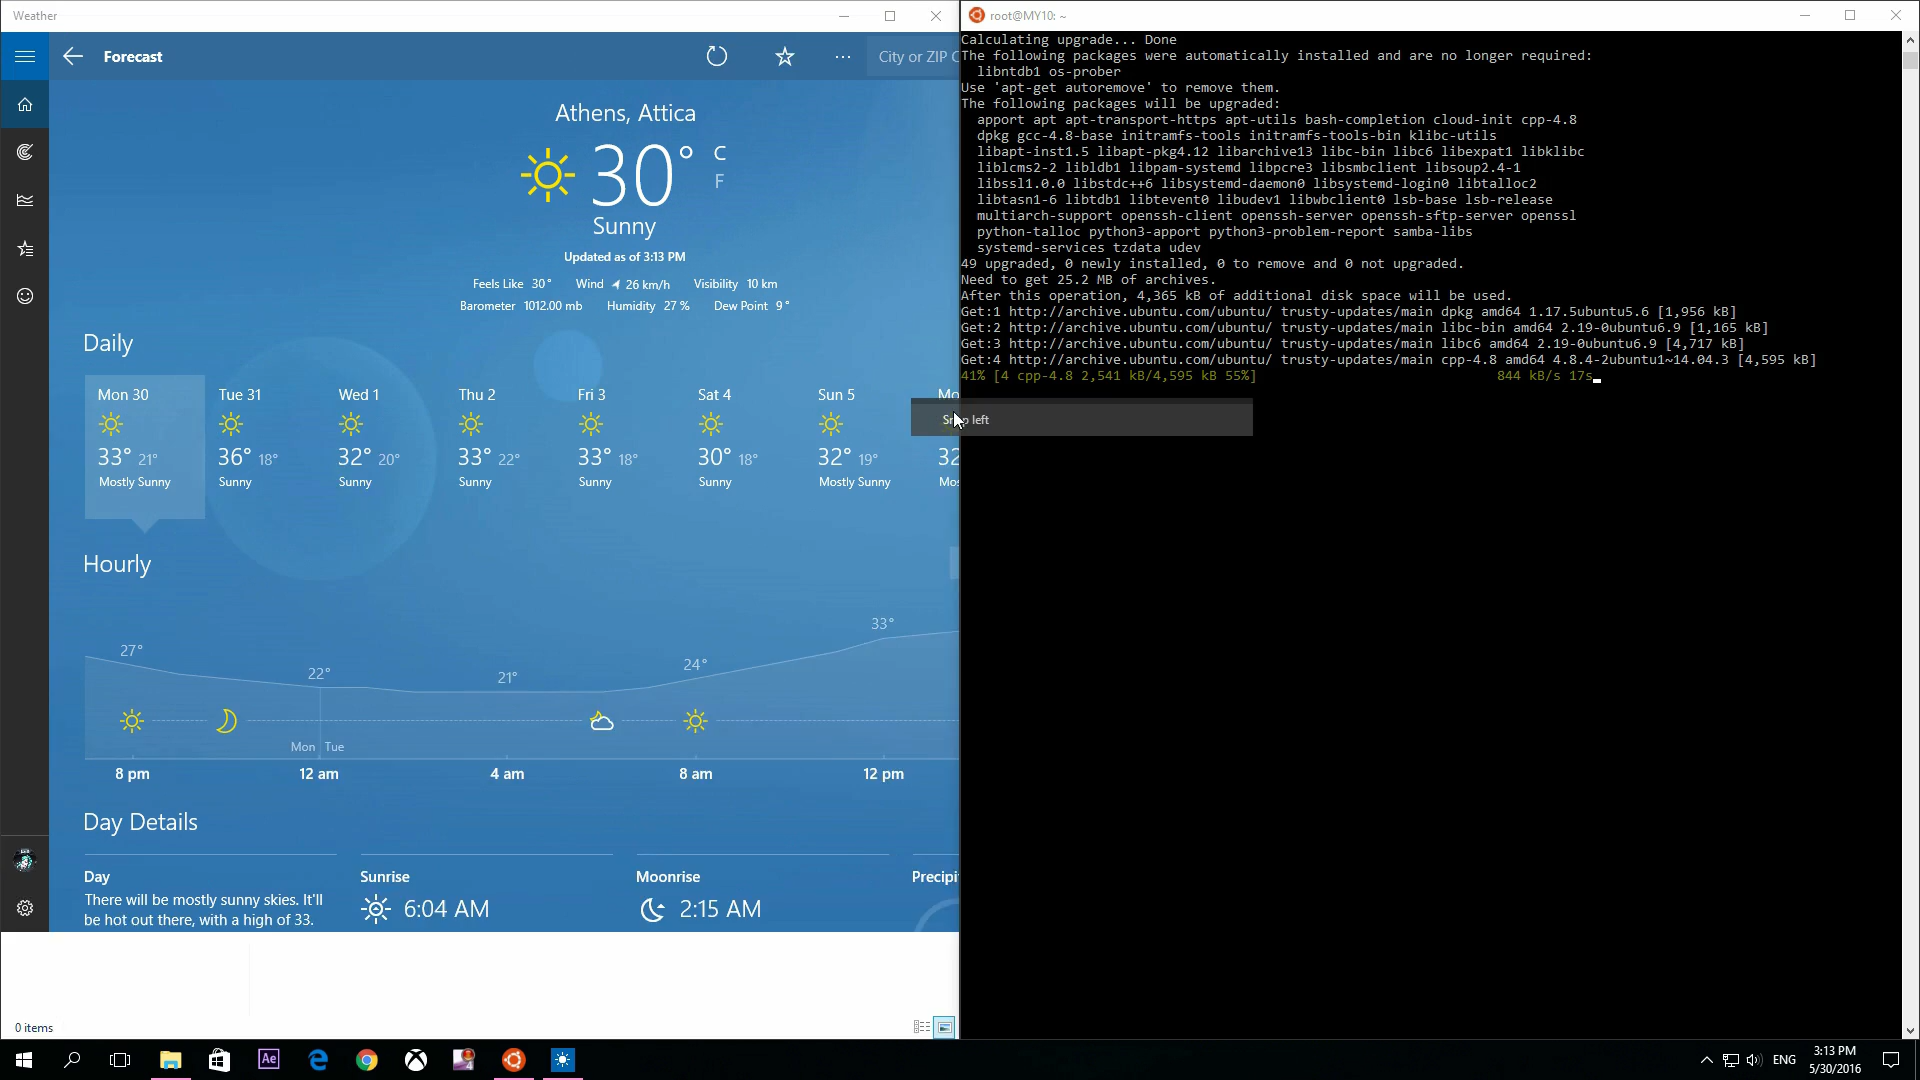 Weather
Forecast
City or ZIP C
Athens, Attica
30° C
F
Sunny
Updated as of 3:13 PM
Feels Like 30° Wind 26 km/h Visibility 10 km
Barometer 1012.00 mb Humidity 27 % Dew Point 9°
Daily
Mon 30 Tue 31 Wed 1 Thu 2 Fri 3 Sat 4 Sun 5 Mo
33° 21° 36° 18° 32° 20° 33° 22° 33° 18° 30° 18° 32° 19° 32
Mostly Sunny Sunny Sunny Sunny Sunny Sunny Mostly Sunny Mos
Hourly
27° 22° 21° 24° 33°
Mon Tue
8 pm 12 am 4 am 8 am 12 pm
Day Details
Day
There will be mostly sunny skies. It'll
be hot out there, with a high of 33.
Sunrise
6:04 AM
Moonrise
2:15 AM
Precipi
0 items
root@MY10: ~
Calculating upgrade... Done
The following packages were automatically installed and are no longer required:
libntdb1 os-prober
Use 'apt-get autoremove' to remove them.
The following packages will be upgraded:
apport apt apt-transport-https apt-utils bash-completion cloud-init cpp-4.8
dpkg gcc-4.8-base initramfs-tools initramfs-tools-bin klibc-utils
libapt-inst1.5 libapt-pkg4.12 libarchive13 libc-bin libc6 libexpat1 libklibc
liblcms2-2 libldb1 libpam-systemd libpcre3 libsmbclient libsoup2.4-1
libssl1.0.0 libstdc++6 libsystemd-daemon0 libsystemd-login0 libtalloc2
libtasn1-6 libtdb1 libtevent0 libudev1 libwbclient0 lsb-base lsb-release
multiarch-support openssh-client openssh-server openssh-sftp-server openssl
python-talloc python3-apport python3-problem-report samba-libs
systemd-services tzdata udev
49 upgraded, 0 newly installed, 0 to remove and 0 not upgraded.
Need to get 25.2 MB of archives.
After this operation, 4,365 kB of additional disk space will be used.
Get:1 http://archive.ubuntu.com/ubuntu/ trusty-updates/main dpkg amd64 1.17.5ubuntu5.6 [1,956 kB]
Get:2 http://archive.ubuntu.com/ubuntu/ trusty-updates/main libc-bin amd64 2.19-0ubuntu6.9 [1,165 kB]
Get:3 http://archive.ubuntu.com/ubuntu/ trusty-updates/main libc6 amd64 2.19-0ubuntu6.9 [4,717 kB]
Get:4 http://archive.ubuntu.com/ubuntu/ trusty-updates/main cpp-4.8 amd64 4.8.4-2ubuntu1~14.04.3 [4,595 kB]
41% [4 cpp-4.8 2,541 kB/4,595 kB 55%] 844 kB/s 17s
Snap left
Ae
4
ENG
3:13 PM
5/30/2016